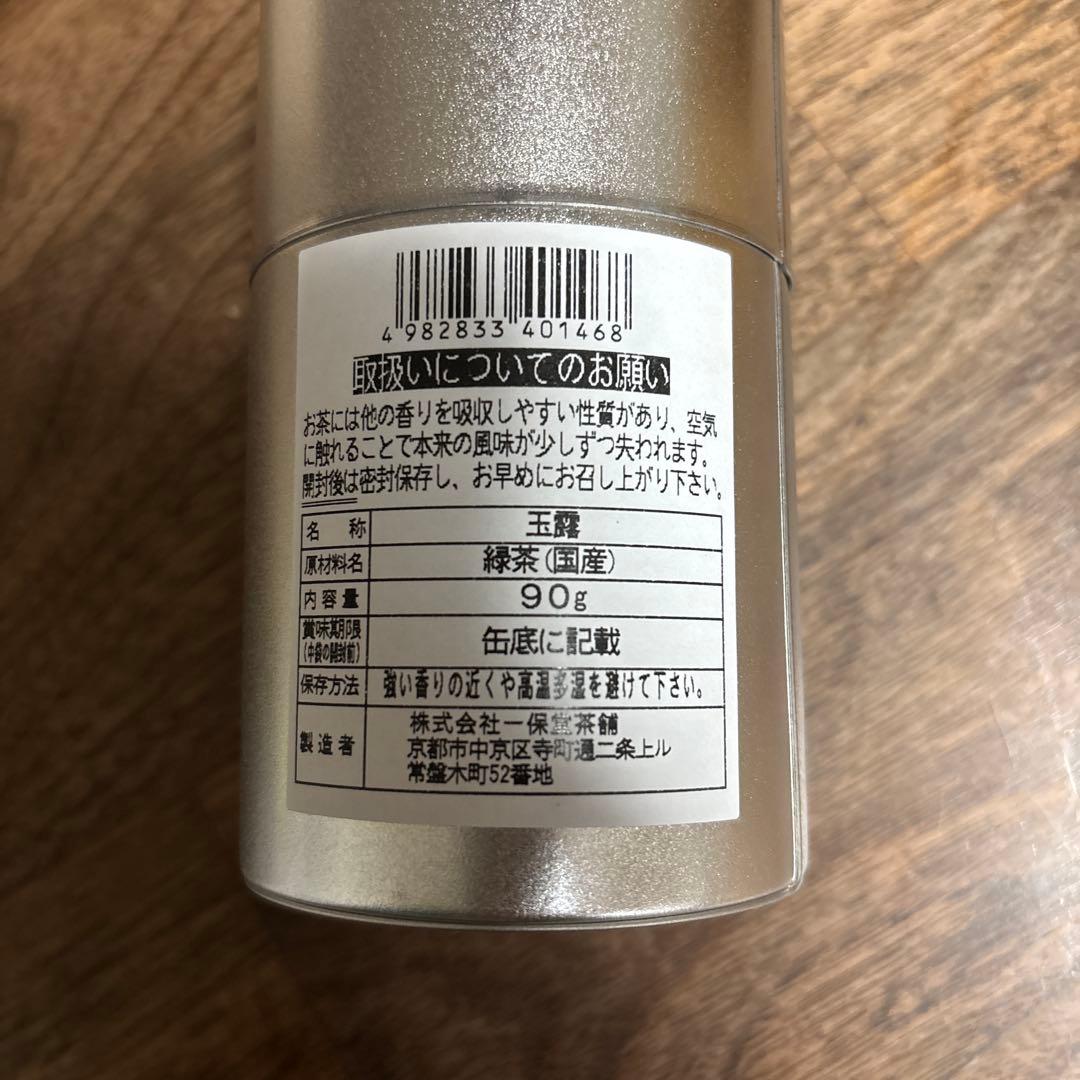 4 982833 401468
取扱いについてのお願い
お茶には他の香りを吸収しやすい性質があり、空気
に触れることで本来の風味が少しずつ失われます。
開封後は密封保存し、お早めにお召し上がり下さい。
名称 玉露
原材料名 緑茶(国産)
内容量 90g
賞味期限
(中袋の開封前) 缶底に記載
保存方法 強い香りの近くや高温多湿を避けて下さい。
製造者 株式会社一保堂茶舗
京都市中京区寺町通二条上ル
常盤木町52番地